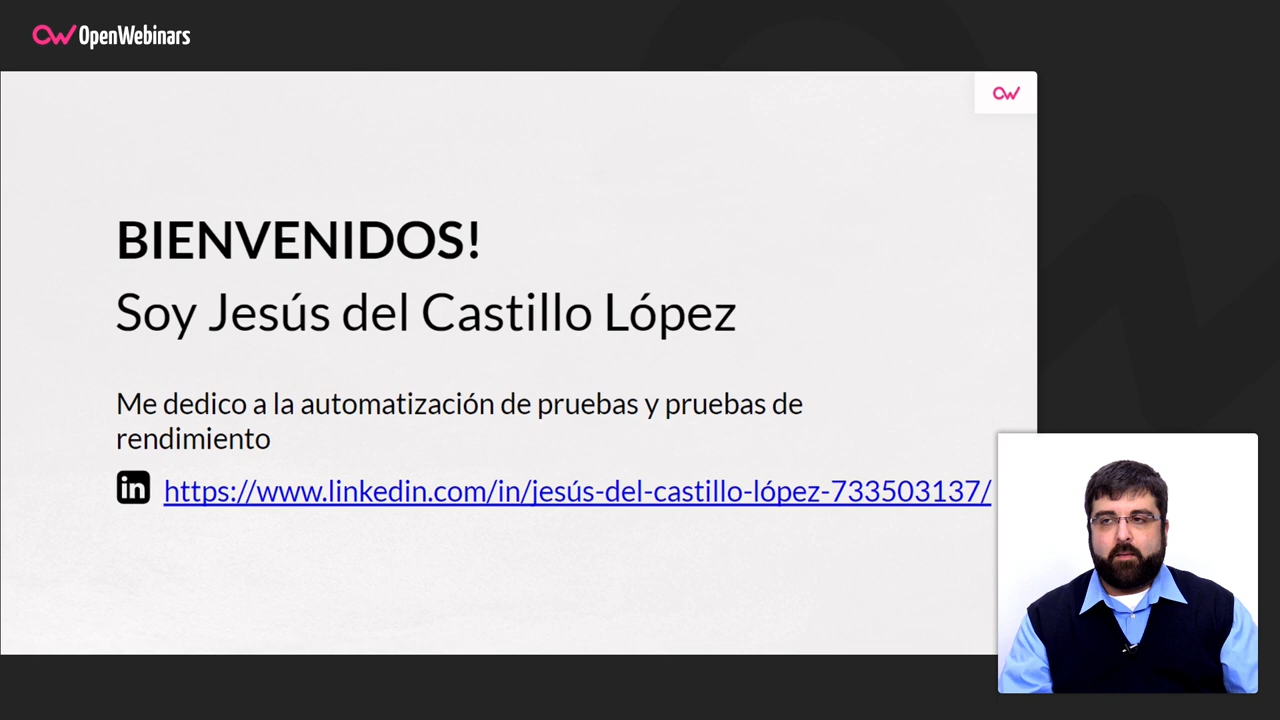 OpenWebinars
BIENVENIDOS!
Soy Jesús del Castillo López
Me dedico a la automatización de pruebas y pruebas de
rendimiento
in https://www.linkedin.com/in/jesús-del-castillo-lópez-733503137/